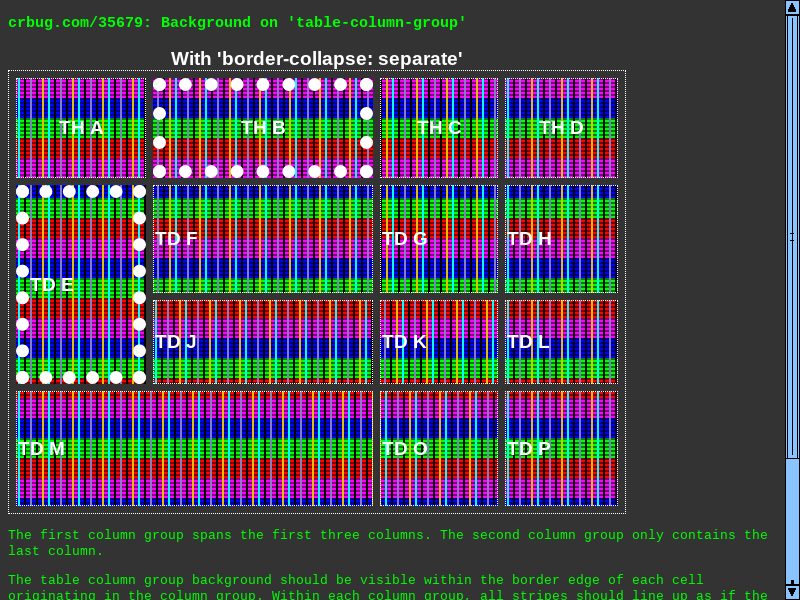 crbug.com/35679: Background on 'table-column-group'
With 'border-collapse: separate'
TH A TH B TH C TH D
TD E TD F TD G TD H
TD J TD K TD L
TD M TD O TD P
The first column group spans the first three columns. The second column group only contains the
last column.
The table column group background should be visible within the border edge of each cell
originating in the column group. Within each column group, all stripes should line up as if the